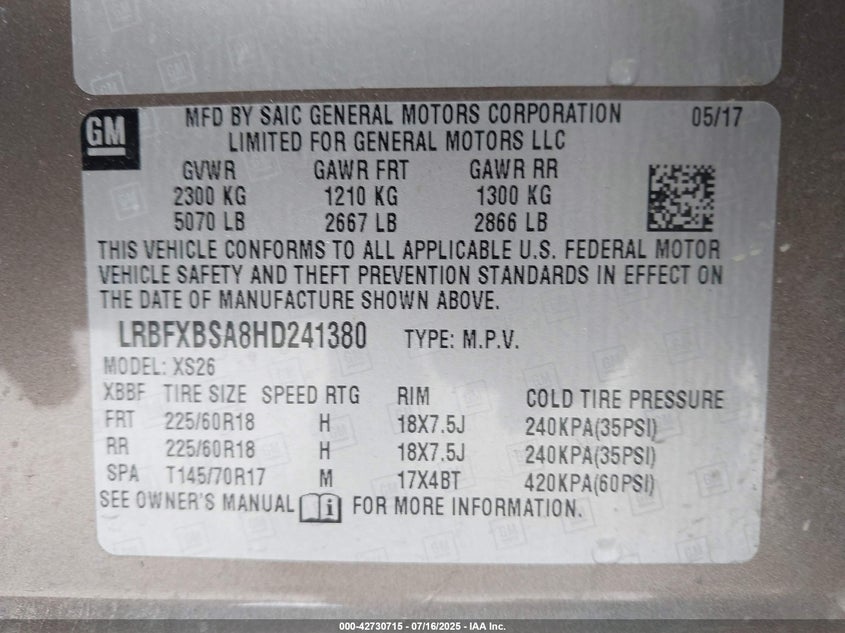 GM
MFD BY SAIC GENERAL MOTORS CORPORATION 05/17
LIMITED FOR GENERAL MOTORS LLC
GVWR GAWR FRT GAWR RR
2300 KG 1210 KG 1300 KG
5070 LB 2667 LB 2866 LB
THIS VEHICLE CONFORMS TO ALL APPLICABLE U.S. FEDERAL MOTOR
VEHICLE SAFETY AND THEFT PREVENTION STANDARDS IN EFFECT ON
THE DATE OF MANUFACTURE SHOWN ABOVE.
LRBFXBSA8HD241380 TYPE: M.P.V.
MODEL: XS26
XBBF TIRE SIZE SPEED RTG RIM COLD TIRE PRESSURE
FRT 225/60R18 H 18X7.5J 240KPA(35PSI)
RR 225/60R18 H 18X7.5J 240KPA(35PSI)
SPA T145/70R17 M 17X4BT 420KPA(60PSI)
SEE OWNER'S MANUAL i FOR MORE INFORMATION.
000-42730715 - 07/16/2025 - IAA Inc.